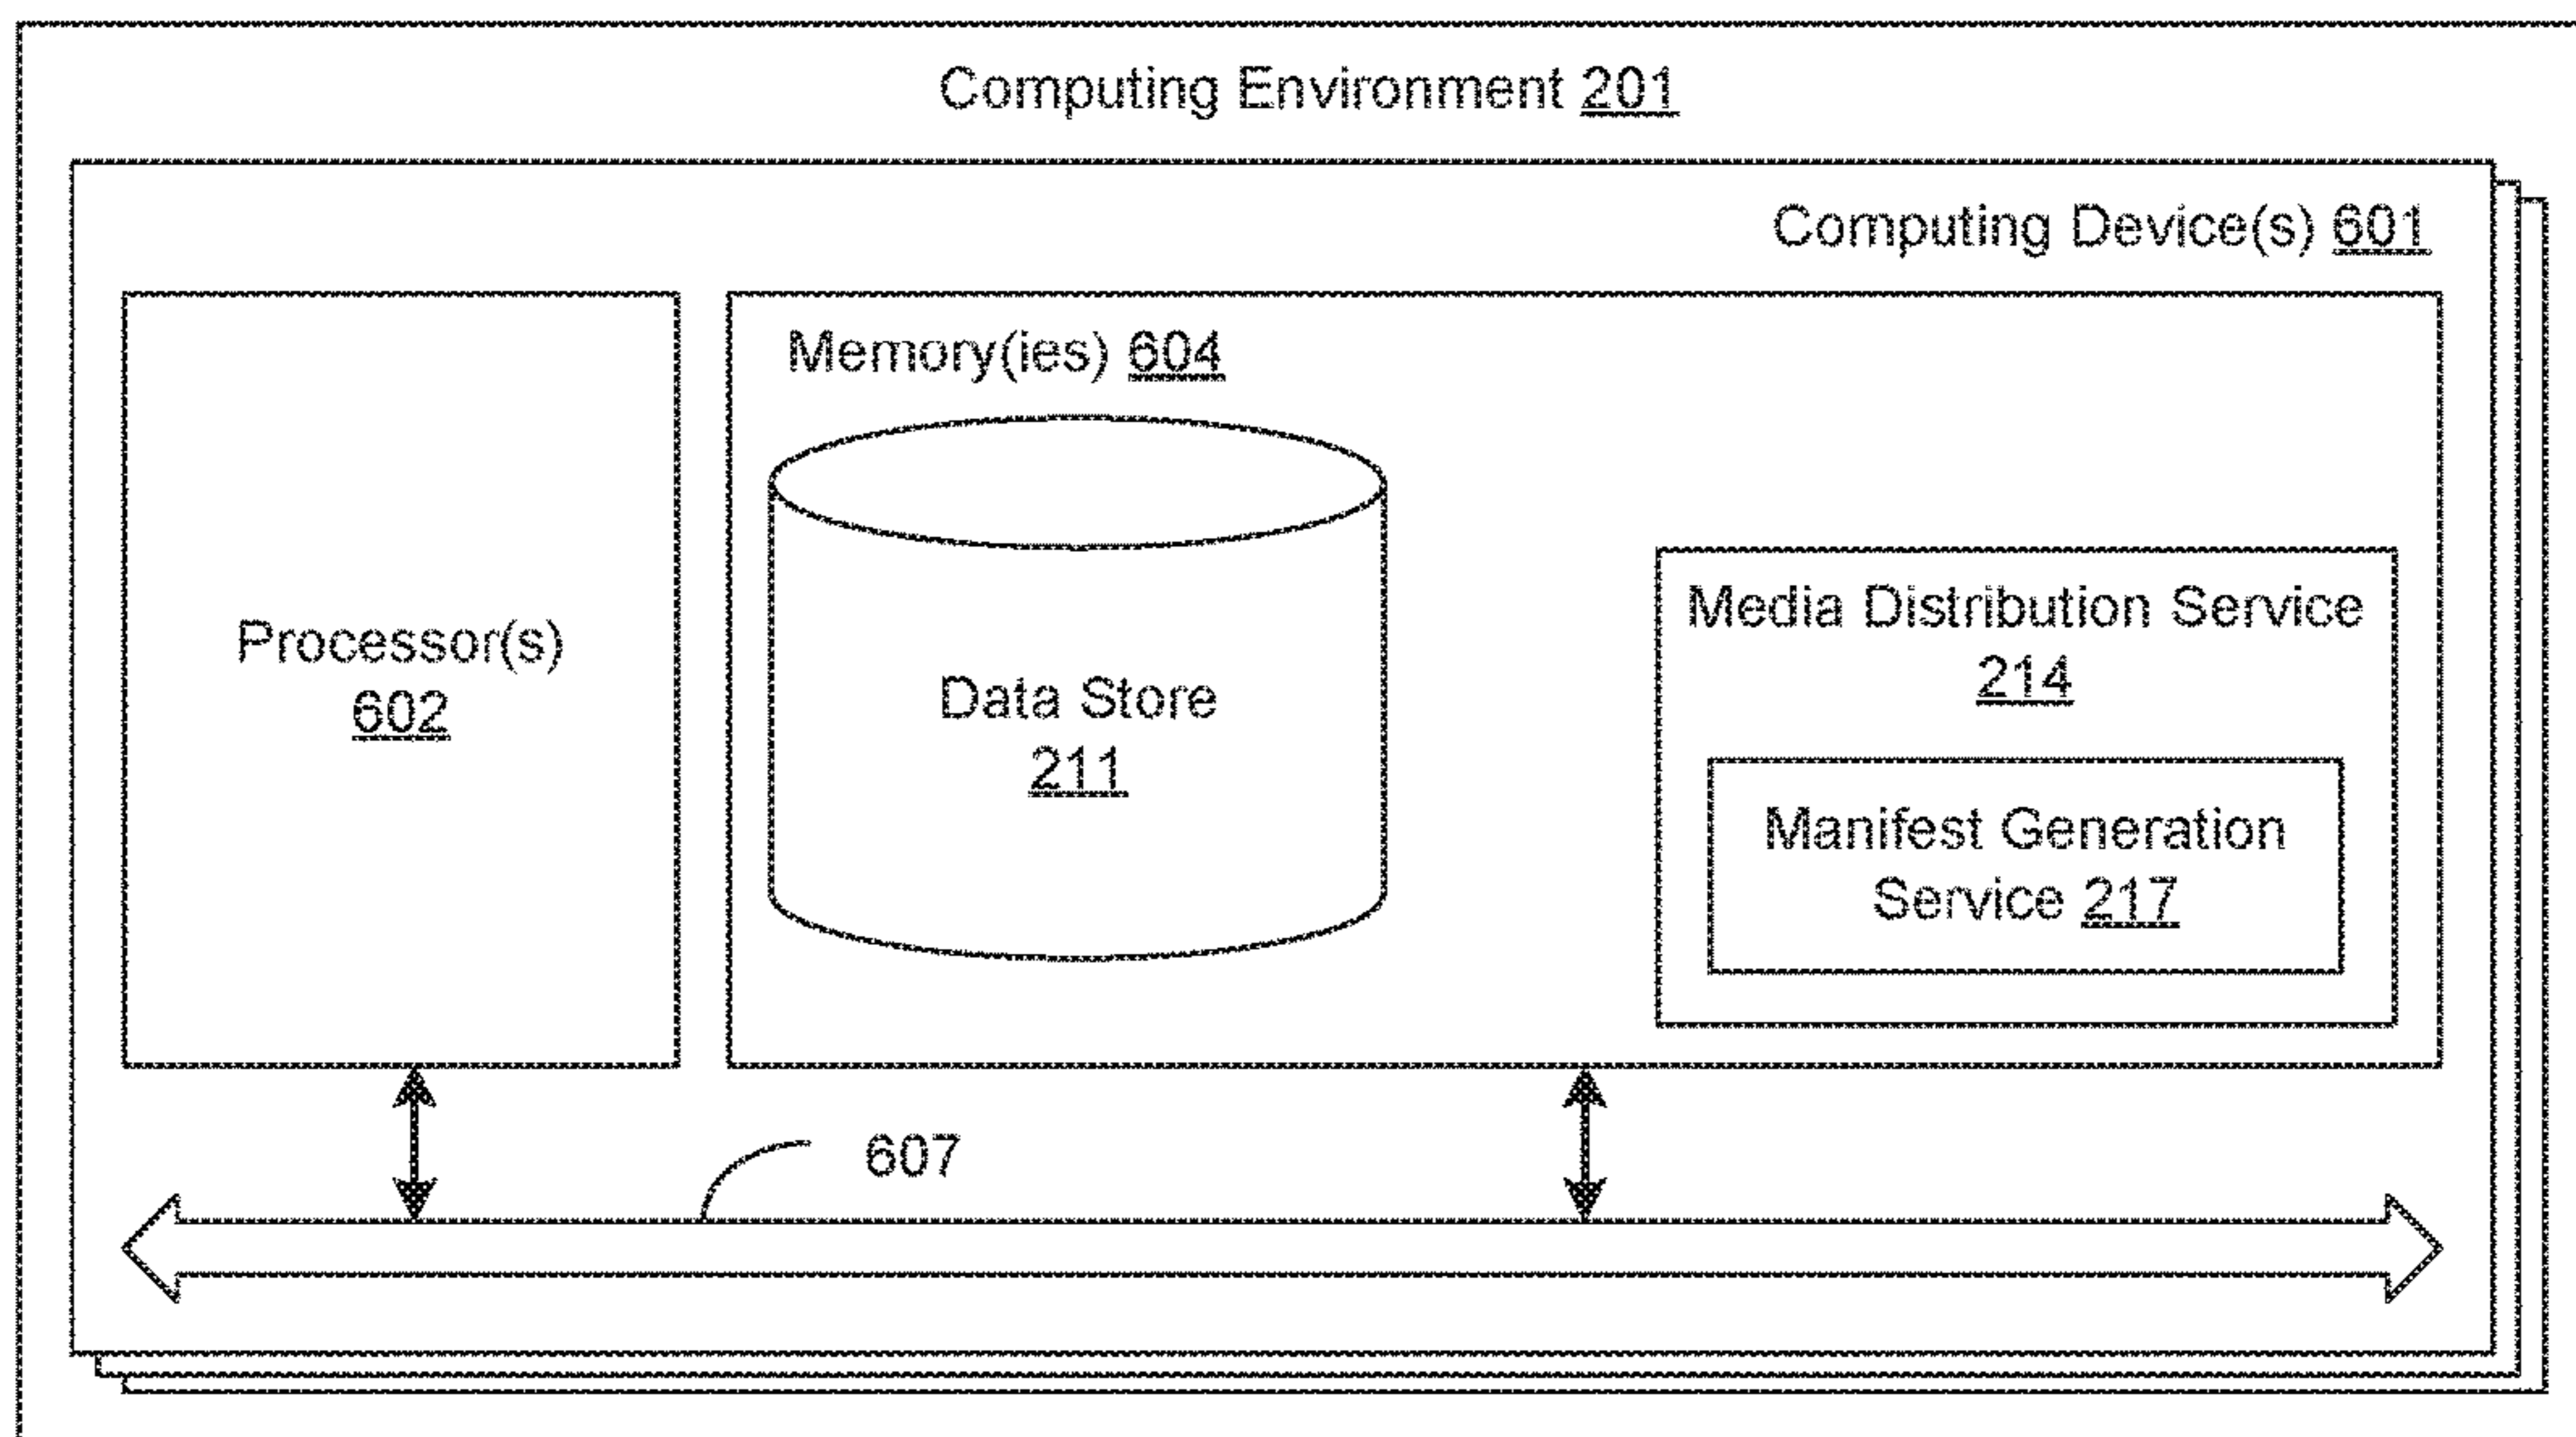 Computing Environment 201
Computing Device(s) 601
Memory(ies) 604
Processor(s)
602
Data Store
211
Media Distribution Service
214
Manifest Generation
Service 217
607